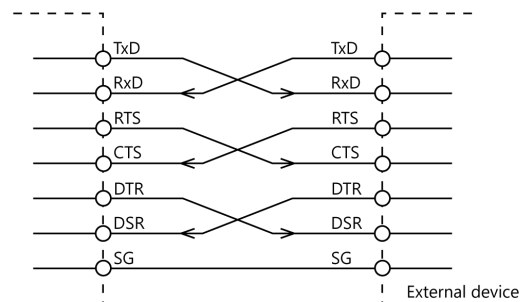 TxD TxD
RxD RxD
RTS RTS
CTS CTS
DTR DTR
DSR DSR
SG SG
External device